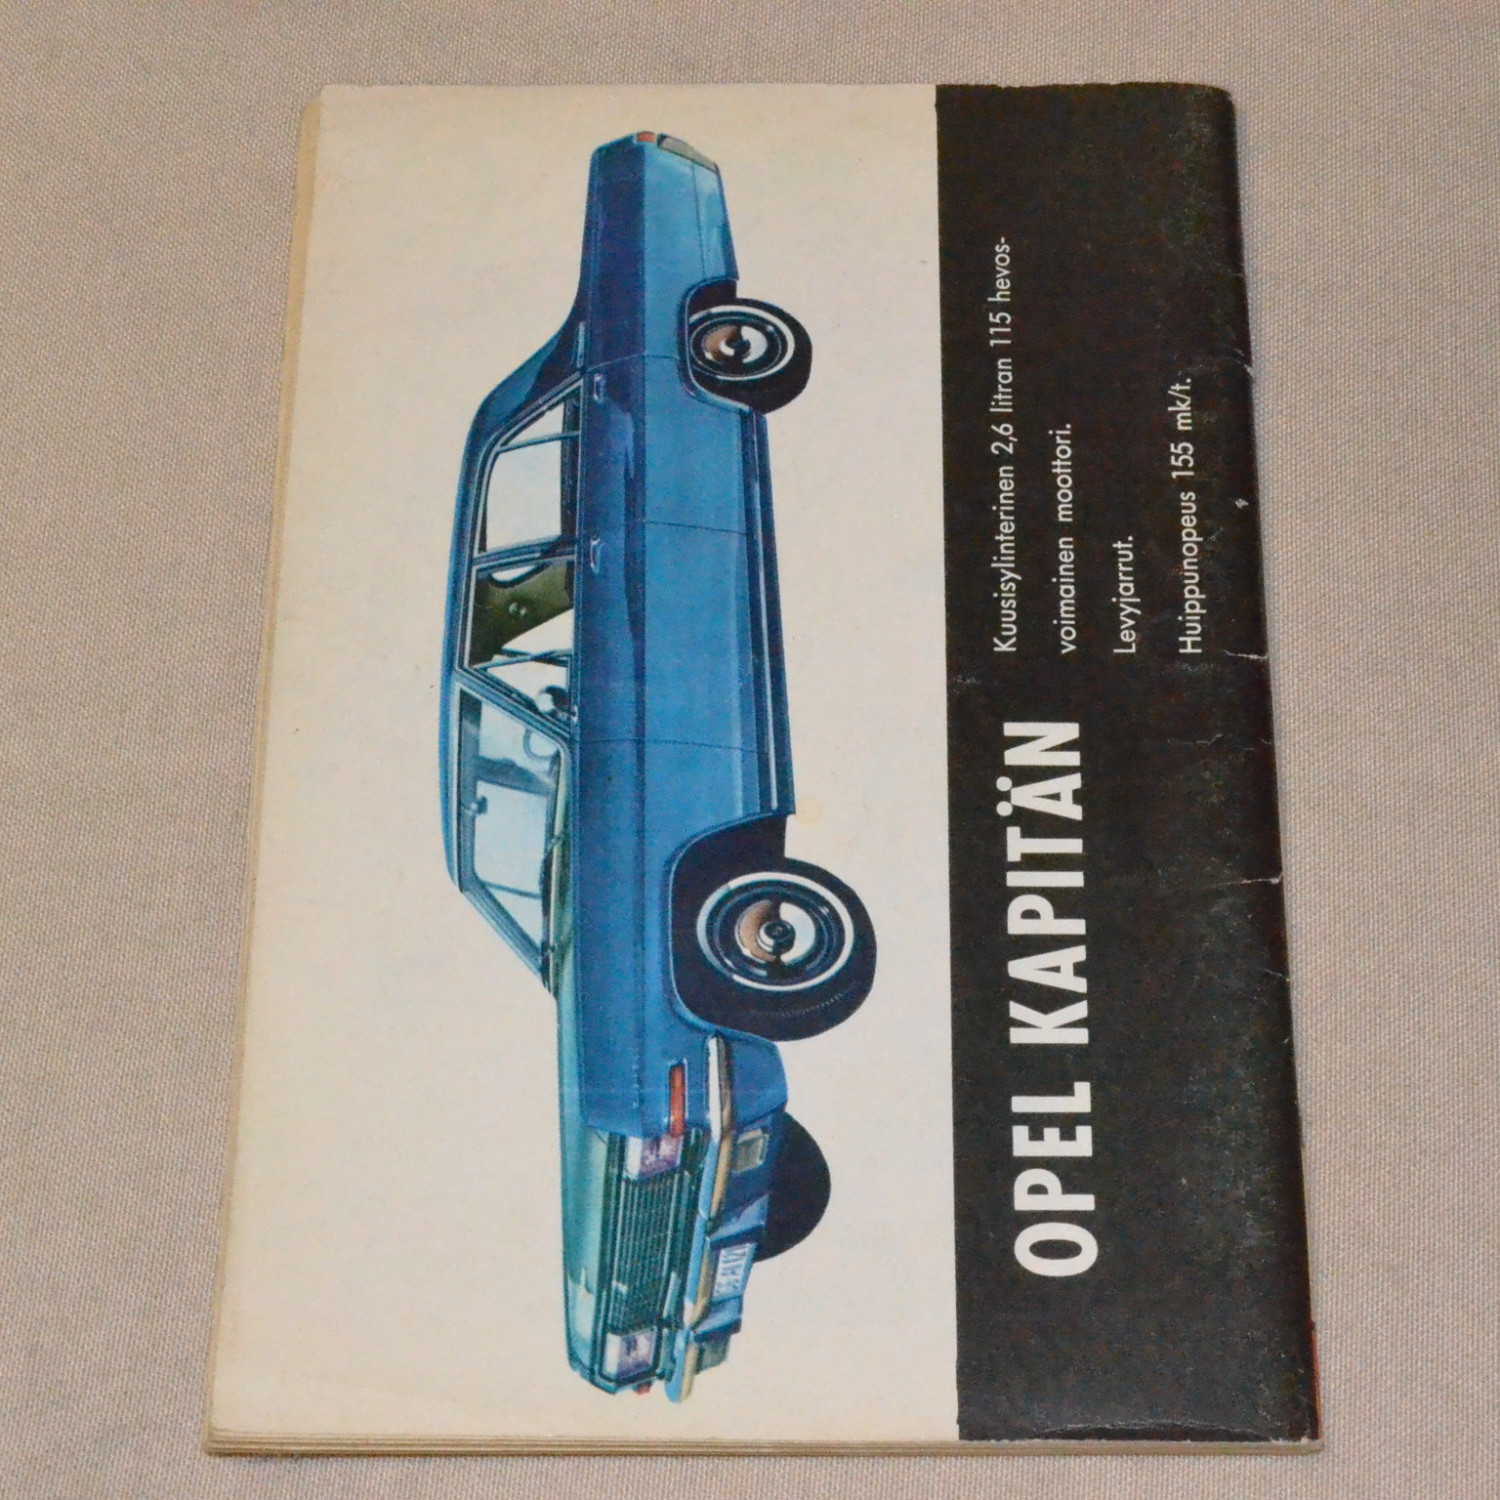 OPEL KAPITÄN
Kuusisylinterinen 2,6 litran 115 hevos-
voimainen moottori.
Levyjarrut.
Huippunopeus 155 mk/t.